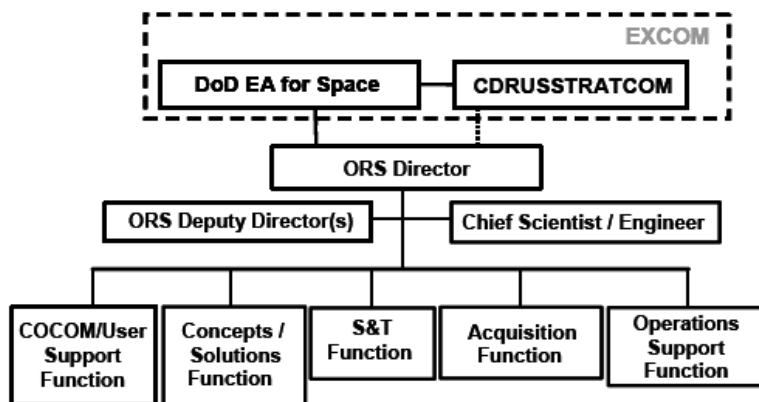 EXCOM
DoD EA for Space
CDRUSSTRATCOM
ORS Director
ORS Deputy Director(s)
Chief Scientist / Engineer
COCOM/User
Support
Function
Concepts /
Solutions
Function
S&T
Function
Acquisition
Function
Operations
Support
Function